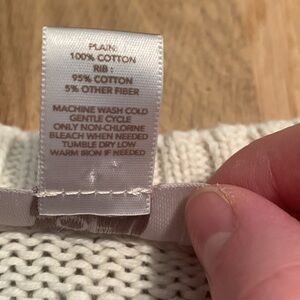 PLAIN:
100% COTTON
RIB :
95% COTTON
5% OTHER FIBER
MACHINE WASH COLD
GENTLE CYCLE
ONLY NON-CHLORINE
BLEACH WHEN NEEDED
TUMBLE DRY LOW
WARM IRON IF NEEDED